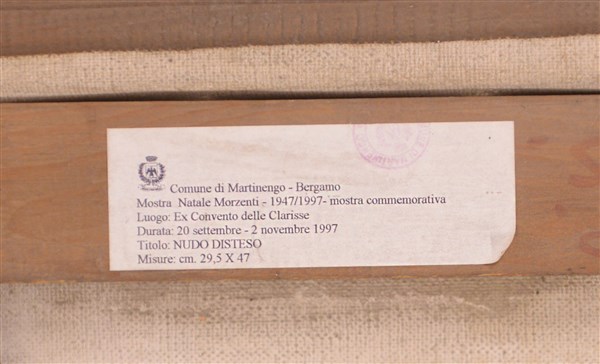 Comune di Martinengo - Bergamo
Mostra Natale Morzenti - 1947/1997- mostra commemorativa
Luogo: Ex Convento delle Clarisse
Durata: 20 settembre - 2 novembre 1997
Titolo: NUDO DISTESO
Misure: cm. 29,5 X 47